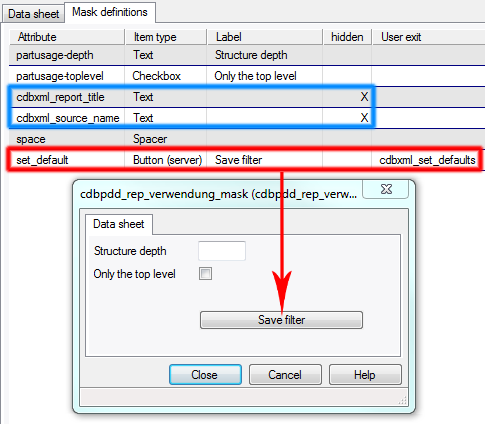 Data sheet Mask definitions
Attribute Item type Label hidden User exit
partusage-depth Text Structure depth
partusage-toplevel Checkbox Only the top level
cdbxml_report_title Text X
cdbxml_source_name Text X
space Spacer
set_default Button (server) Save filter cdbxml_set_defaults
cdbpdd_rep_verwendung_mask (cdbpdd_rep_verw...
Data sheet
Structure depth
Only the top level
Save filter
Close Cancel Help